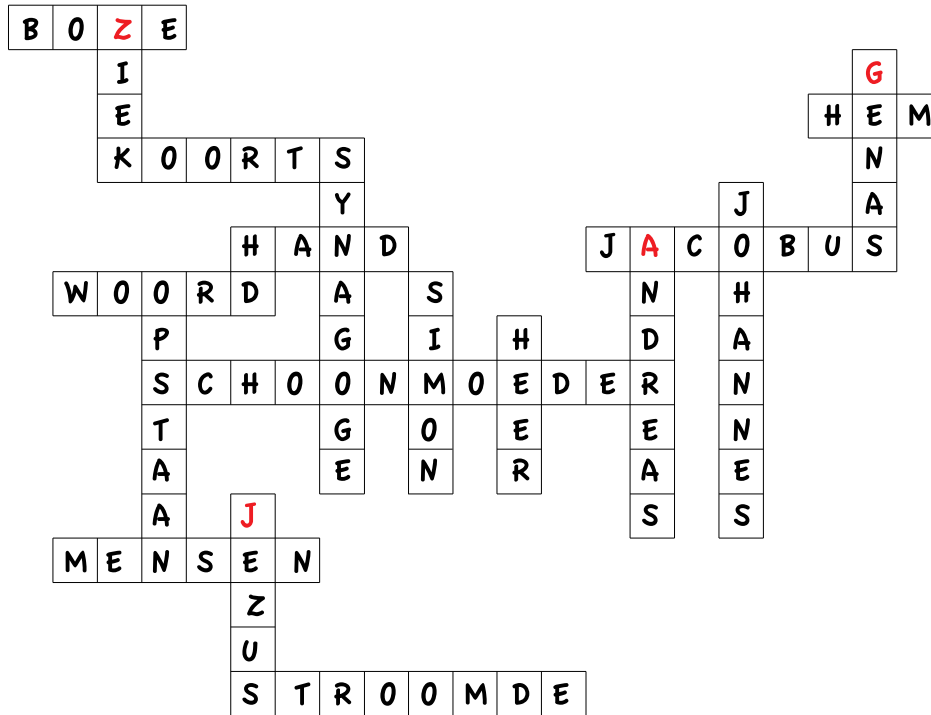 BOZE
ZIEK
GENAS
HEM
KOORTS
SYNAGOGE
JOHANNES
HAND
JACOBUS
ANDREAS
WOORD
OPSTAAN
SIMON
HEER
SCHOONMOEDER
JEZUS
MENSEN
STROOMDE